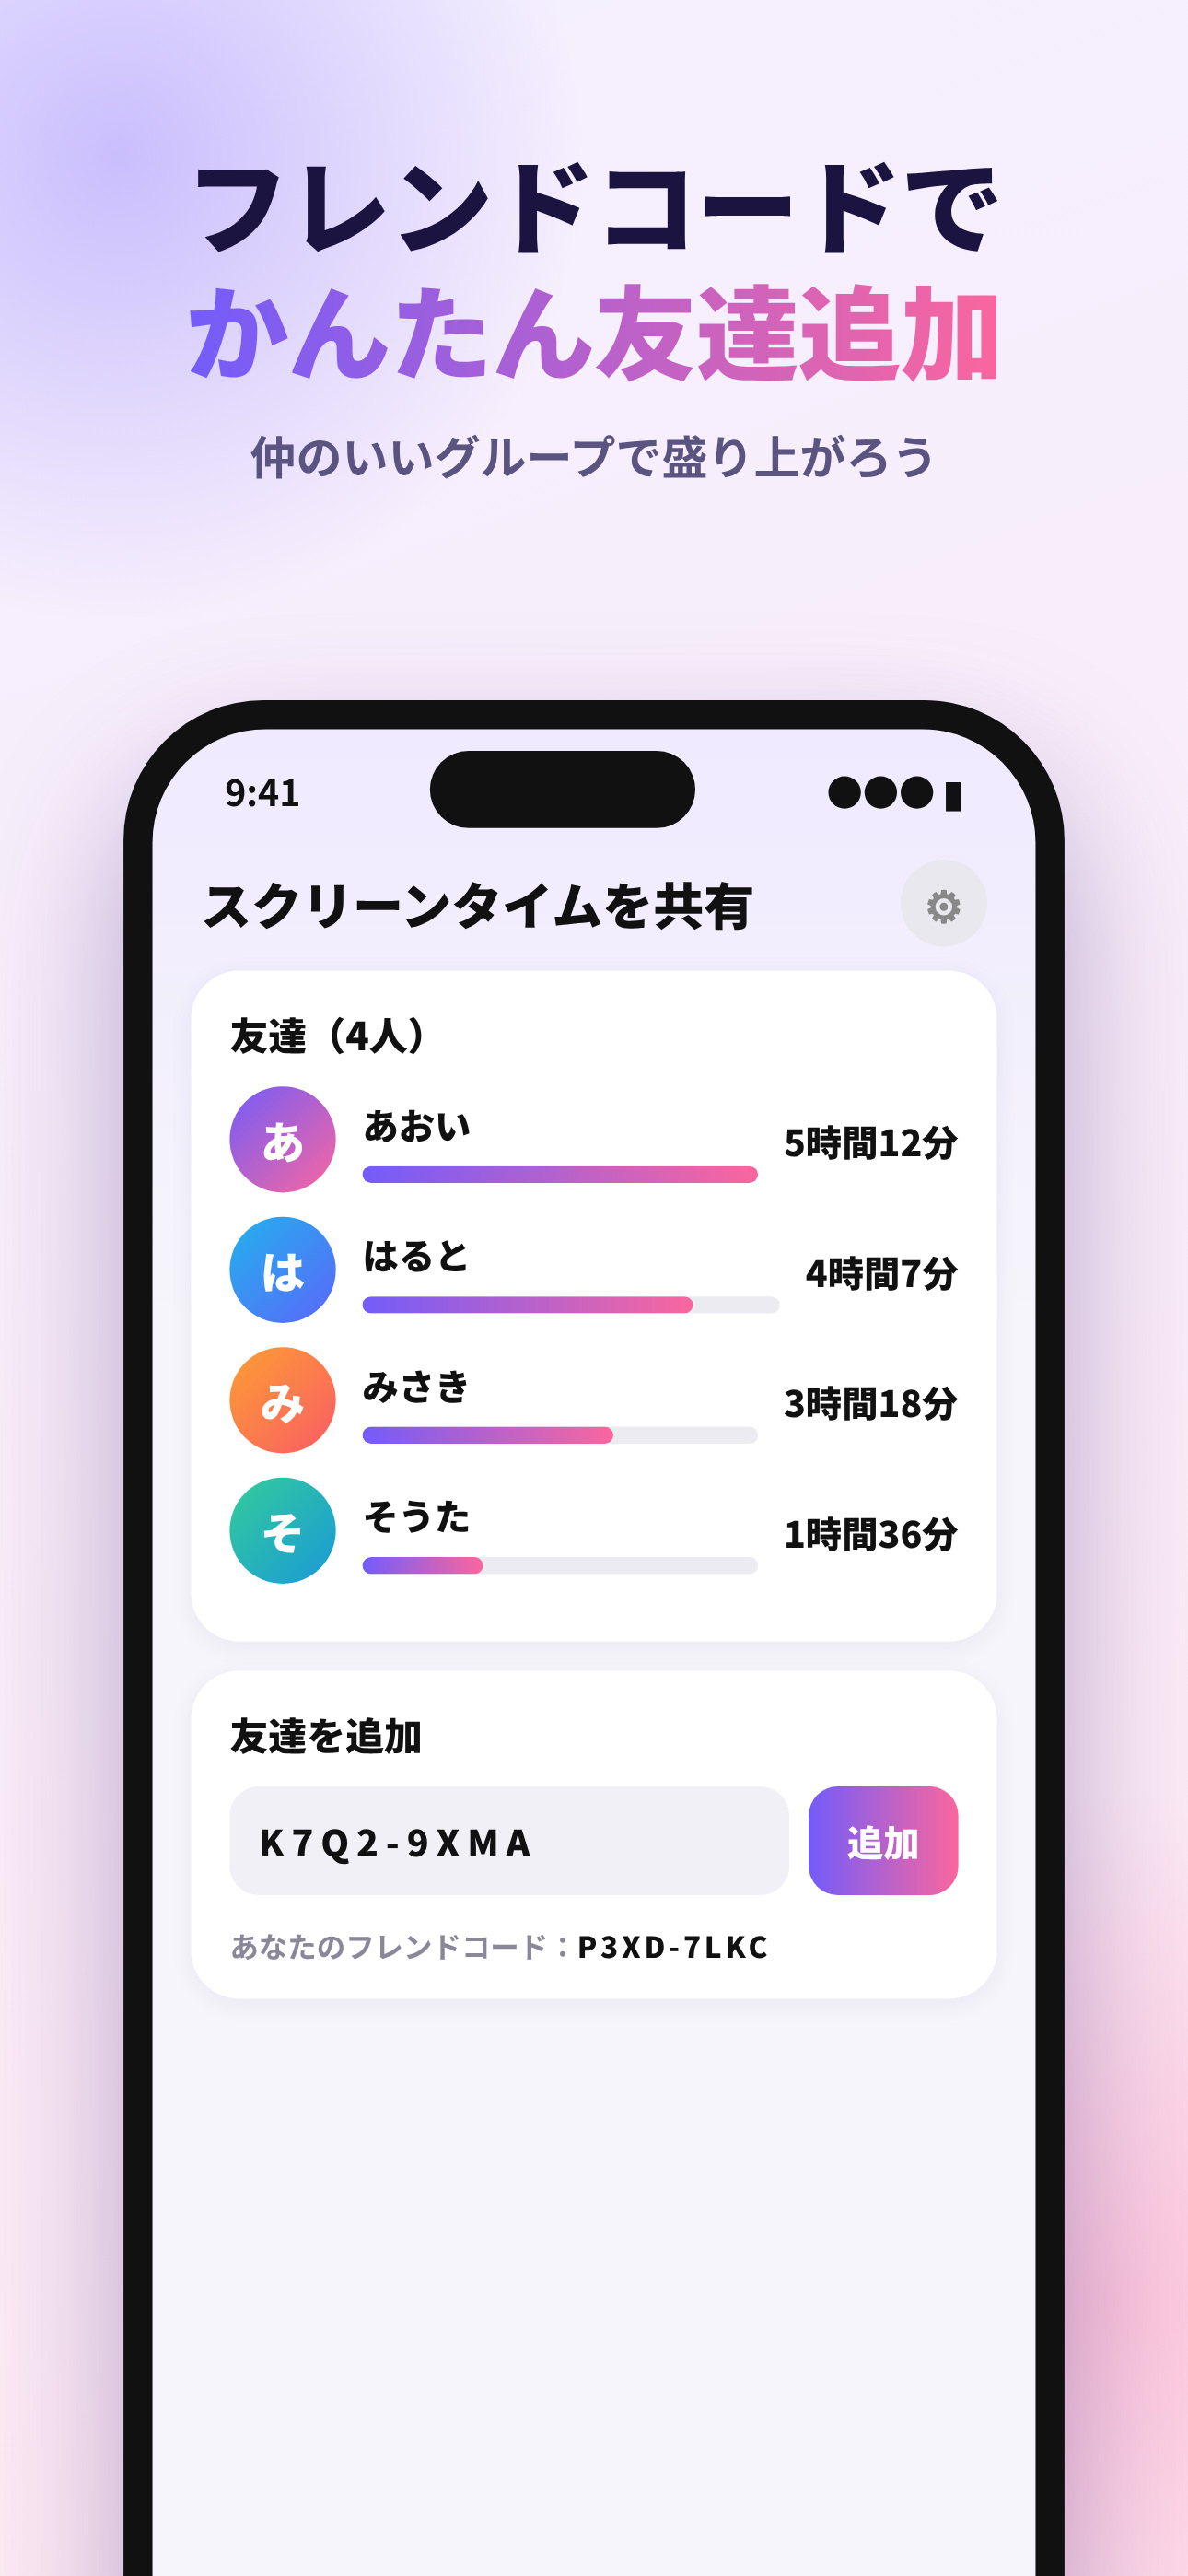 フレンドコードで
かんたん友達追加
仲のいいグループで盛り上がろう
9:41
スクリーンタイムを共有
友達（4人）
あ
あおい
5時間12分
は
はると
4時間7分
み
みさき
3時間18分
そ
そうた
1時間36分
友達を追加
K7Q2-9XMA
追加
あなたのフレンドコード：P3XD-7LKC